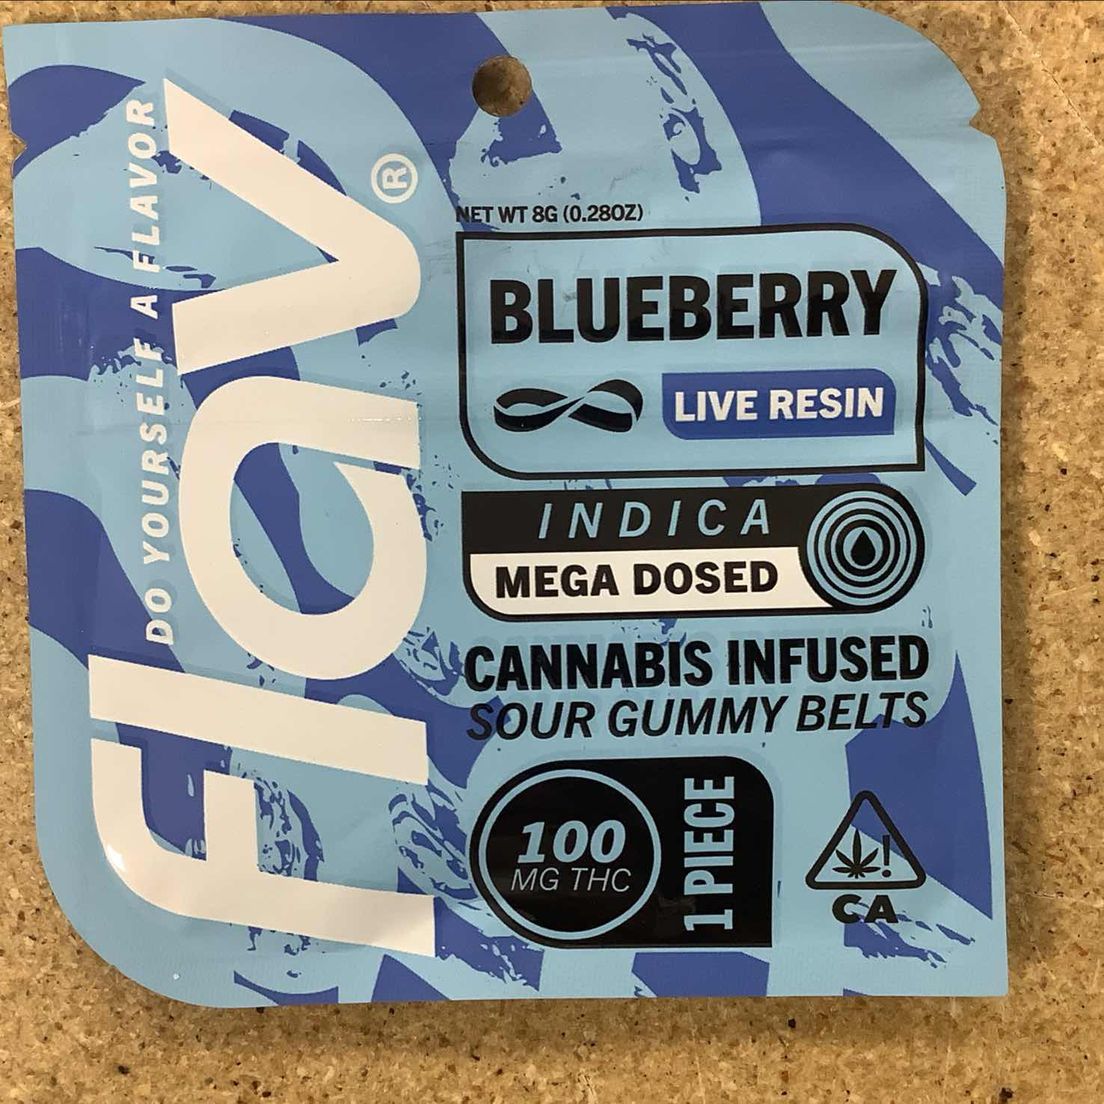 Flav®
DO YOURSELF A FLAVOR
NET WT 8G (0.28OZ)
BLUEBERRY
LIVE RESIN
INDICA
MEGA DOSED
CANNABIS INFUSED
SOUR GUMMY BELTS
100
MG THC
1 PIECE
!
CA